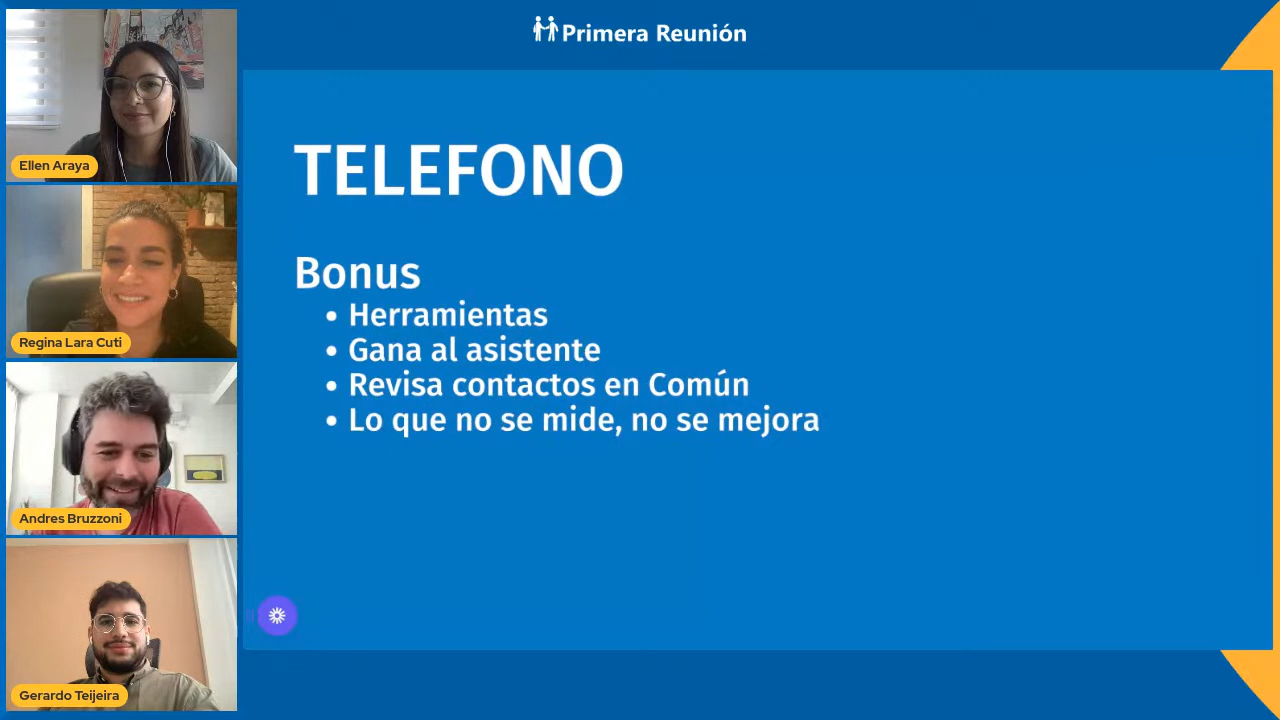 Primera Reunión
Ellen Araya
Regina Lara Cuti
Andres Bruzzoni
Gerardo Teijeira
TELEFONO
Bonus
• Herramientas
• Gana al asistente
• Revisa contactos en Común
• Lo que no se mide, no se mejora